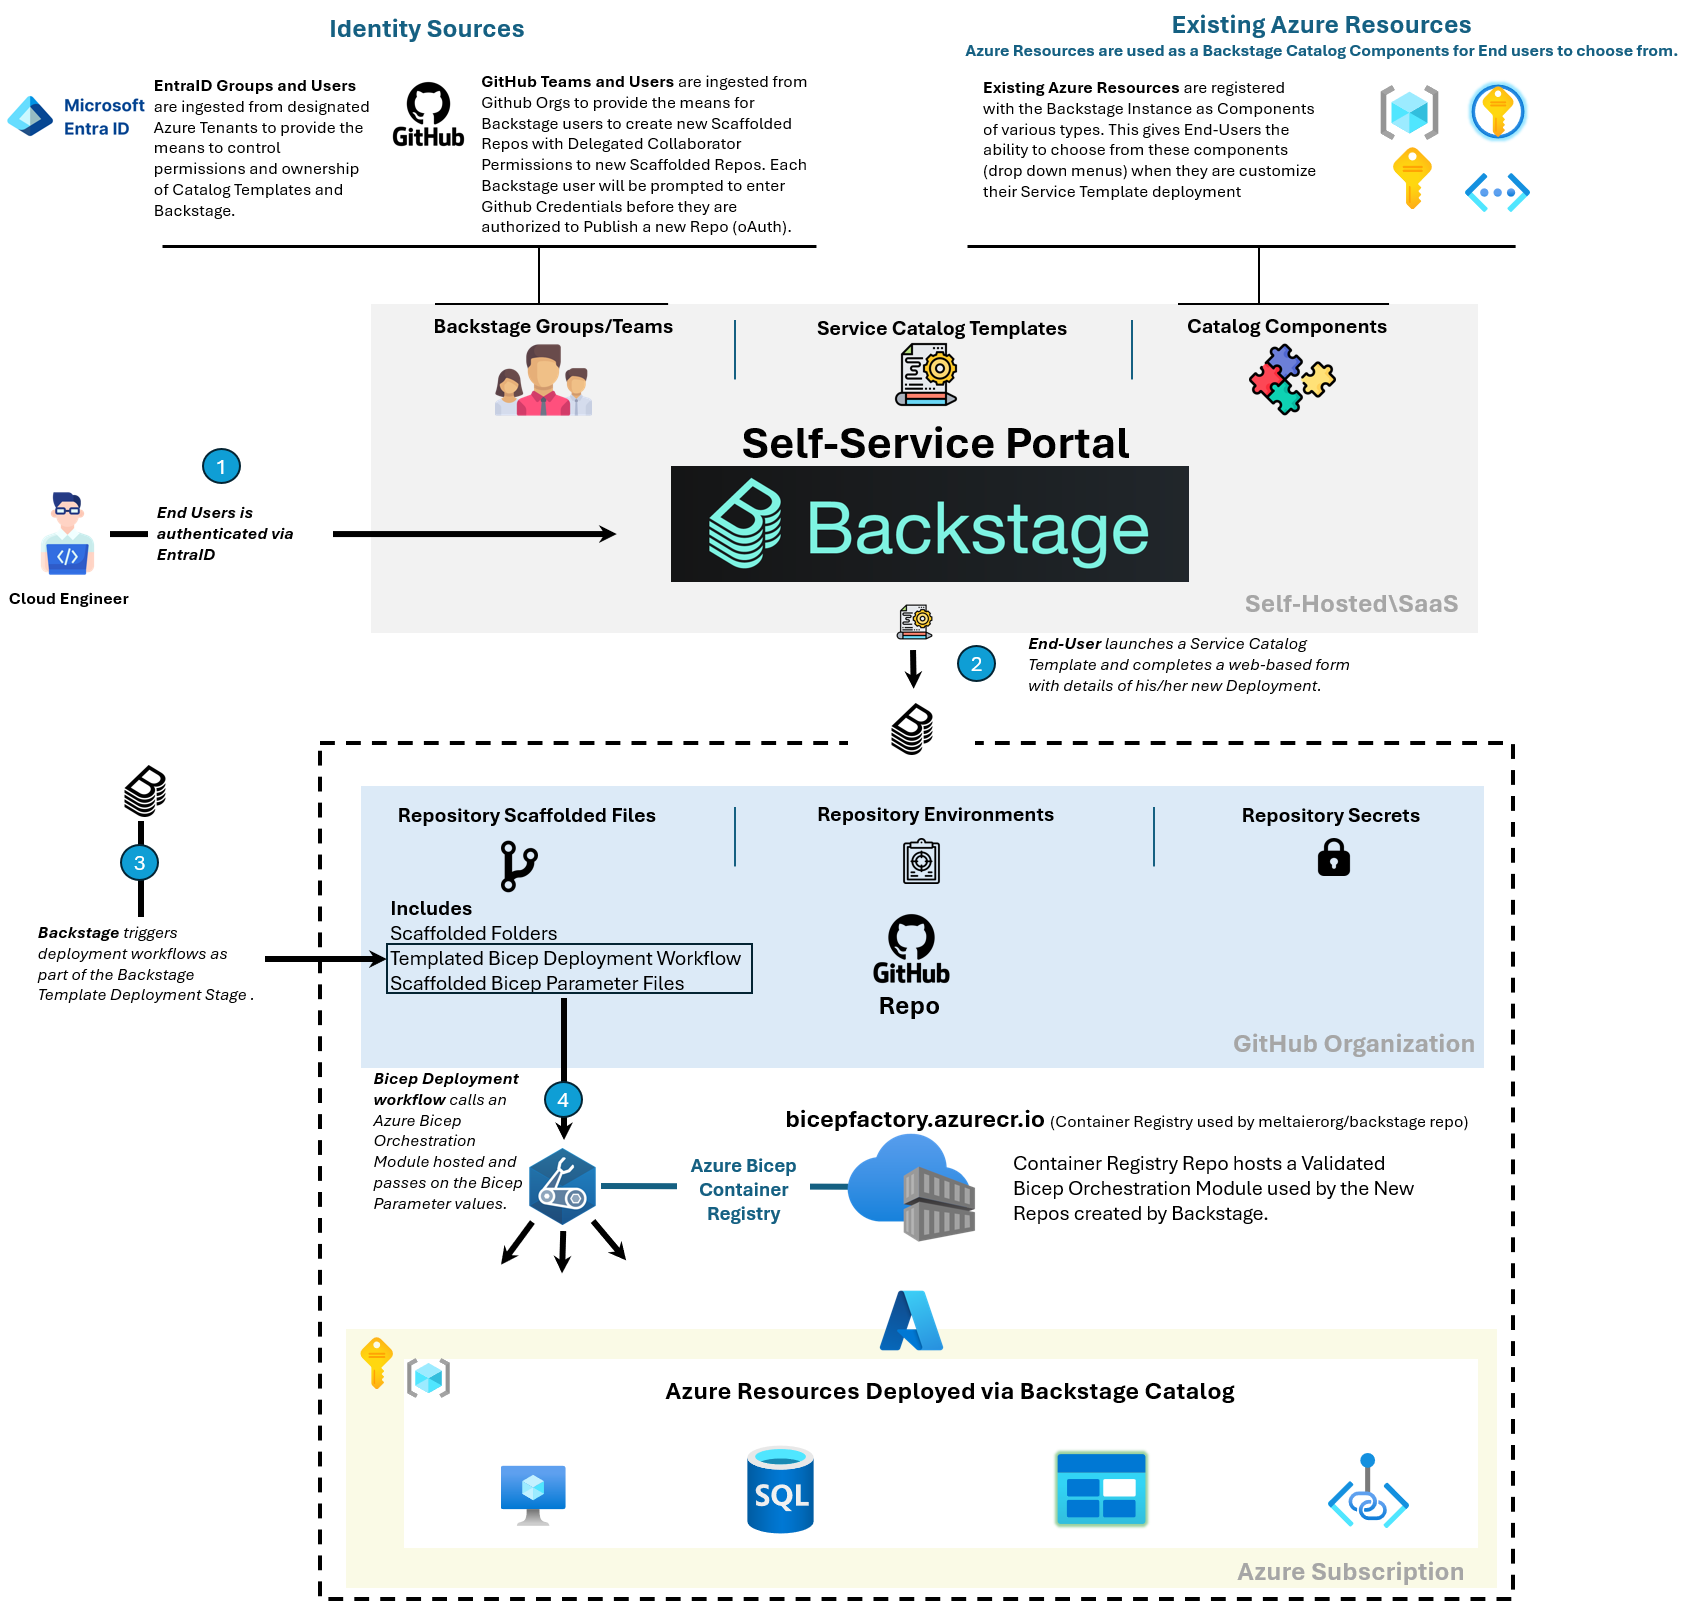 Identity Sources
Microsoft
Entra ID
EntraID Groups and Users
are ingested from designated
Azure Tenants to provide the
means to control
permissions and ownership
of Catalog Templates and
Backstage.
GitHub
GitHub Teams and Users are ingested from
Github Orgs to provide the means for
Backstage users to create new Scaffolded
Repos with Delegated Collaborator
Permissions to new Scaffolded Repos. Each
Backstage user will be prompted to enter
Github Credentials before they are
authorized to Publish a new Repo (oAuth).
Existing Azure Resources
Azure Resources are used as a Backstage Catalog Components for End users to choose from.
Existing Azure Resources are registered
with the Backstage Instance as Components
of various types. This gives End-Users the
ability to choose from these components
(drop down menus) when they are customize
their Service Template deployment
Backstage Groups/Teams
Service Catalog Templates
Catalog Components
Self-Service Portal
Backstage
Self-Hosted\SaaS
1
End Users is
authenticated via
EntraID
Cloud Engineer
2
End-User launches a Service Catalog
Template and completes a web-based form
with details of his/her new Deployment.
3
Backstage triggers
deployment workflows as
part of the Backstage
Template Deployment Stage .
Repository Scaffolded Files
Repository Environments
Repository Secrets
Includes
Scaffolded Folders
Templated Bicep Deployment Workflow
Scaffolded Bicep Parameter Files
GitHub
Repo
GitHub Organization
4
Bicep Deployment
workflow calls an
Azure Bicep
Orchestration
Module hosted and
passes on the Bicep
Parameter values.
Azure Bicep
Container
Registry
bicepfactory.azurecr.io (Container Registry used by meltaierorg/backstage repo)
Container Registry Repo hosts a Validated
Bicep Orchestration Module used by the New
Repos created by Backstage.
Azure Resources Deployed via Backstage Catalog
SQL
Azure Subscription